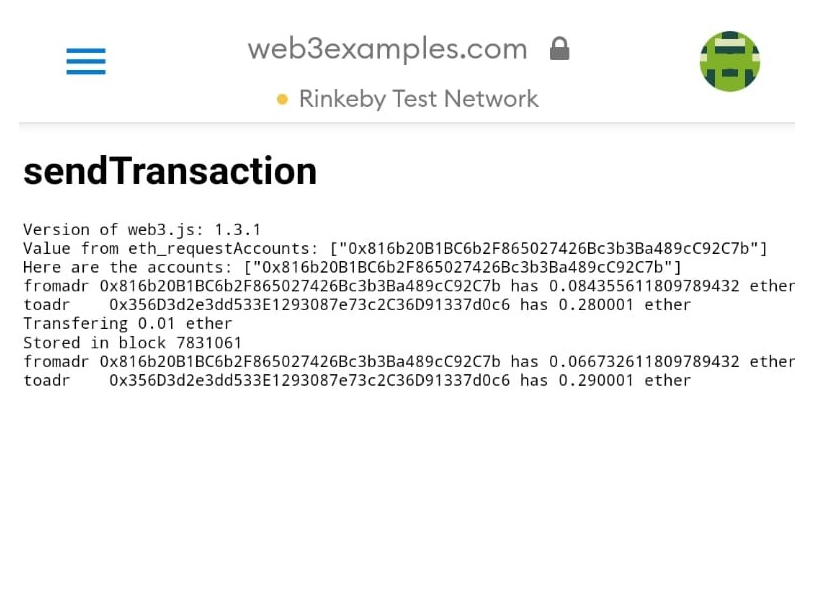 web3examples.com
Rinkeby Test Network
sendTransaction
Version of web3.js: 1.3.1
Value from eth_requestAccounts: ["0x816b20B1BC6b2F865027426Bc3b3Ba489cC92C7b"]
Here are the accounts: ["0x816b20B1BC6b2F865027426Bc3b3Ba489cC92C7b"]
fromadr 0x816b20B1BC6b2F865027426Bc3b3Ba489cC92C7b has 0.084355611809789432 ether
toadr    0x356D3d2e3dd533E1293087e73c2C36D91337d0c6 has 0.280001 ether
Transfering 0.01 ether
Stored in block 7831061
fromadr 0x816b20B1BC6b2F865027426Bc3b3Ba489cC92C7b has 0.066732611809789432 ether
toadr    0x356D3d2e3dd533E1293087e73c2C36D91337d0c6 has 0.290001 ether